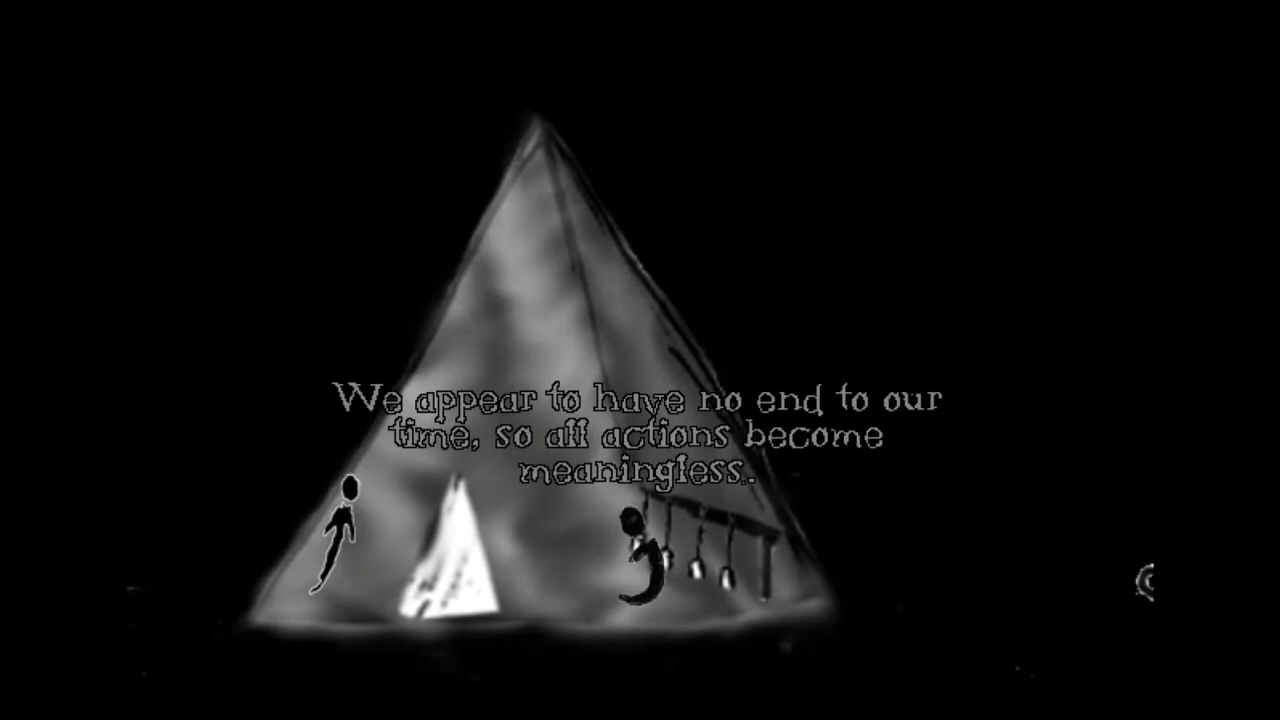 We appear to have no end to our
time, so all actions become
meaningless.